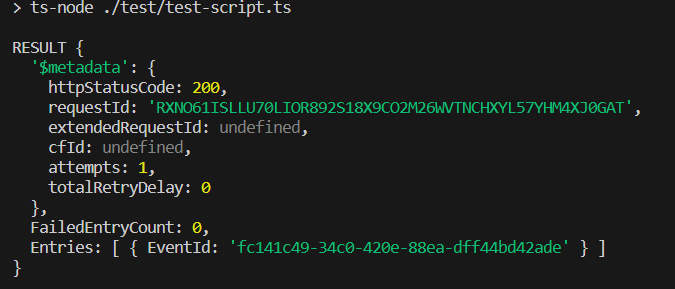 > ts-node ./test/test-script.ts
RESULT {
'$metadata': {
httpStatusCode: 200,
requestId: 'RXNO61ISLLU70LIOR892S18X9CO2M26WVTNCHXYL57YHM4XJ0GAT',
extendedRequestId: undefined,
cfId: undefined,
attempts: 1,
totalRetryDelay: 0
},
FailedEntryCount: 0,
Entries: [ { EventId: 'fc141c49-34c0-420e-88ea-dff44bd42ade' } ]
}